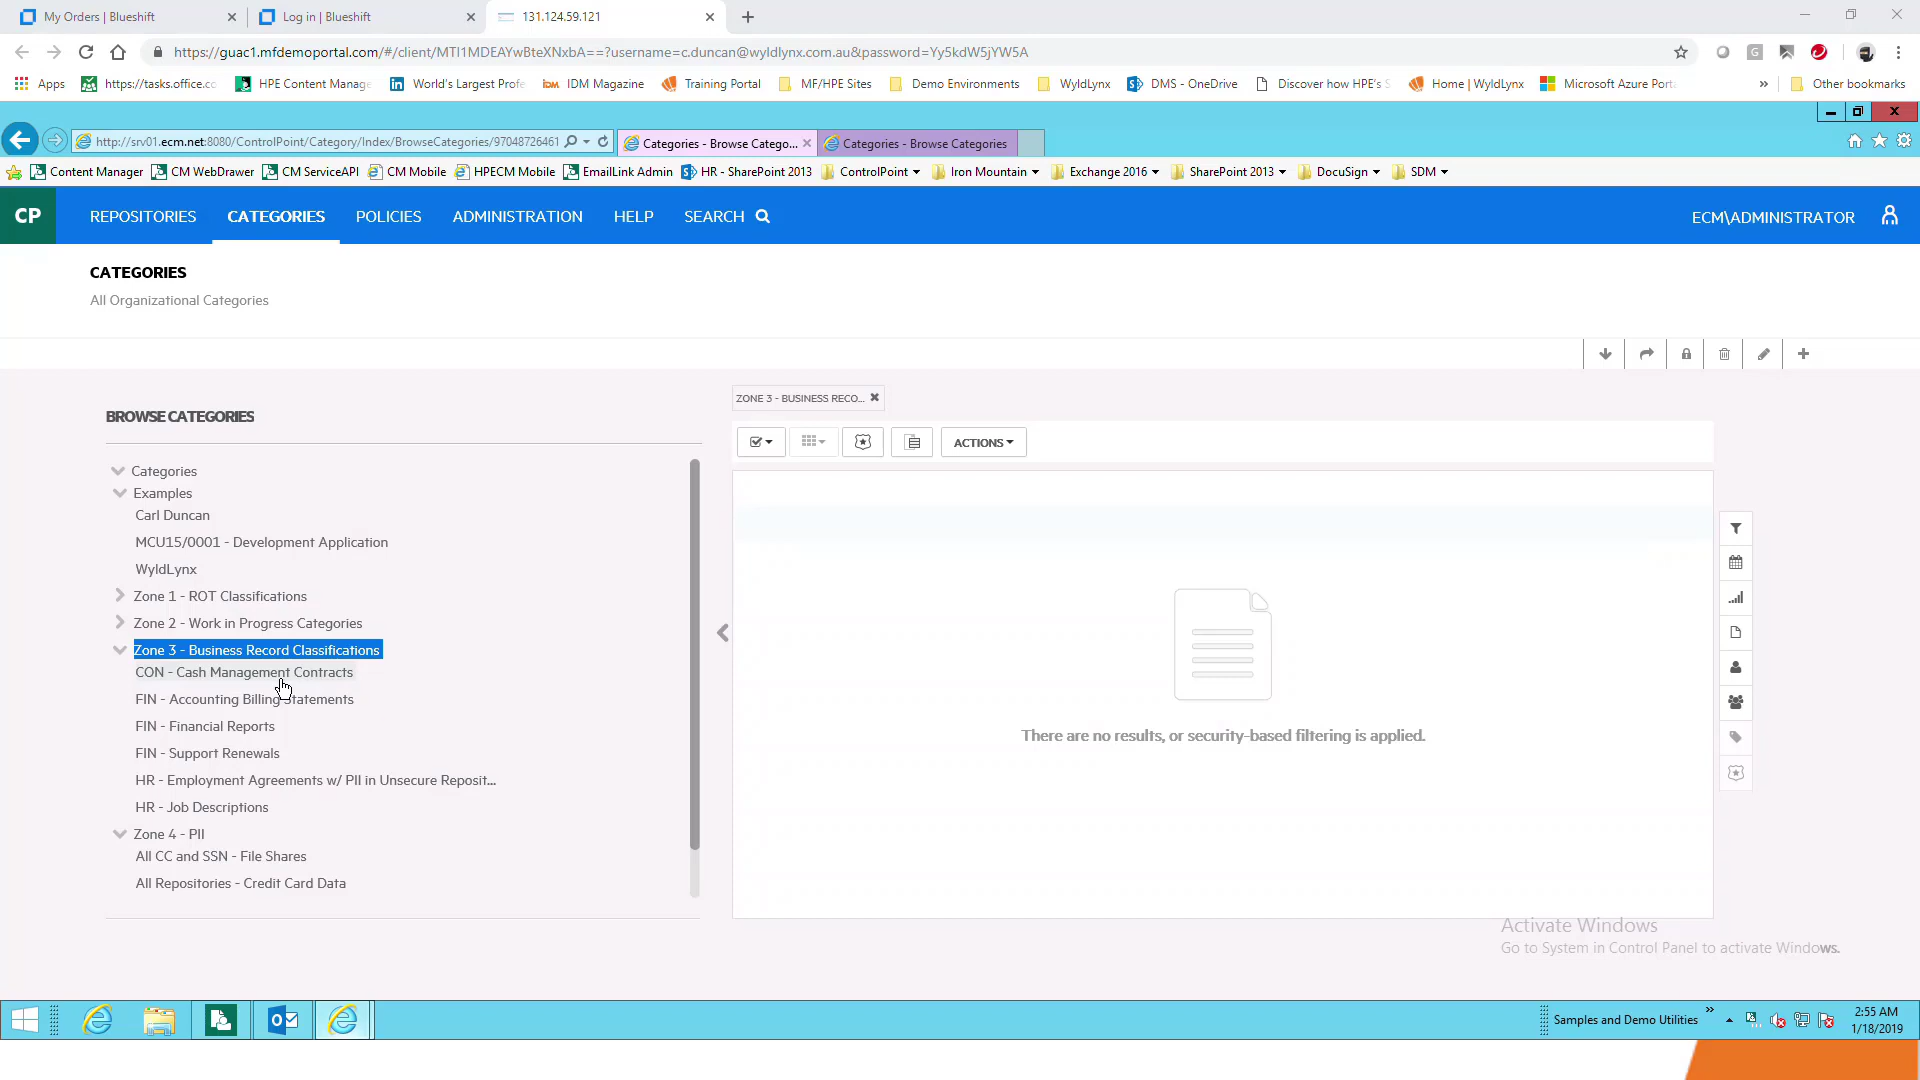 My Orders | Blueshift
Log in | Blueshift
131.124.59.121
https://guac1.mfdemoportal.com/#/client/MTI1MDEAYwBteXNxbA==?username=c.duncan@wyldlynx.com.au&password=Yy5kdW5jYW5A
Apps
https://tasks.office.cc
HPE Content Manage
World's Largest Profe
IDM Magazine
Training Portal
MF/HPE Sites
Demo Environments
WyldLynx
DMS - OneDrive
Discover how HPE's S
Home | WyldLynx
Microsoft Azure Porta
Other bookmarks
http://srv01.ecm.net:8080/ControlPoint/Category/Index/BrowseCategories/97048726461
Categories - Browse Catego...
Categories - Browse Categories
Content Manager
CM WebDrawer
CM ServiceAPI
CM Mobile
HPECM Mobile
EmailLink Admin
HR - SharePoint 2013
ControlPoint
Iron Mountain
Exchange 2016
SharePoint 2013
DocuSign
SDM
CP
REPOSITORIES
CATEGORIES
POLICIES
ADMINISTRATION
HELP
SEARCH
ECM\ADMINISTRATOR
CATEGORIES
All Organizational Categories
BROWSE CATEGORIES
Categories
Examples
Carl Duncan
MCU15/0001 - Development Application
WyldLynx
Zone 1 - ROT Classifications
Zone 2 - Work in Progress Categories
Zone 3 - Business Record Classifications
CON - Cash Management Contracts
FIN - Accounting Billing Statements
FIN - Financial Reports
FIN - Support Renewals
HR - Employment Agreements w/ PII in Unsecure Reposit...
HR - Job Descriptions
Zone 4 - PII
All CC and SSN - File Shares
All Repositories - Credit Card Data
ZONE 3 - BUSINESS RECO...
ACTIONS
There are no results, or security-based filtering is applied.
Activate Windows
Go to System in Control Panel to activate Windows.
Samples and Demo Utilities
2:55 AM
1/18/2019